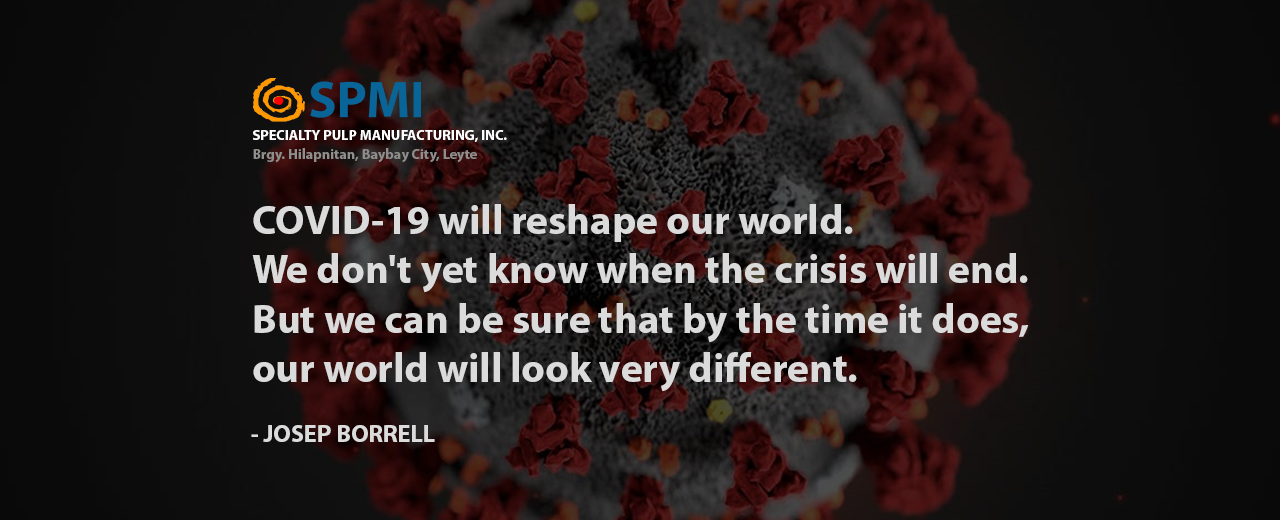 SPMI
SPECIALTY PULP MANUFACTURING, INC.
Brgy. Hilapnitan, Baybay City, Leyte
COVID-19 will reshape our world.
We don't yet know when the crisis will end.
But we can be sure that by the time it does,
our world will look very different.
- JOSEP BORRELL